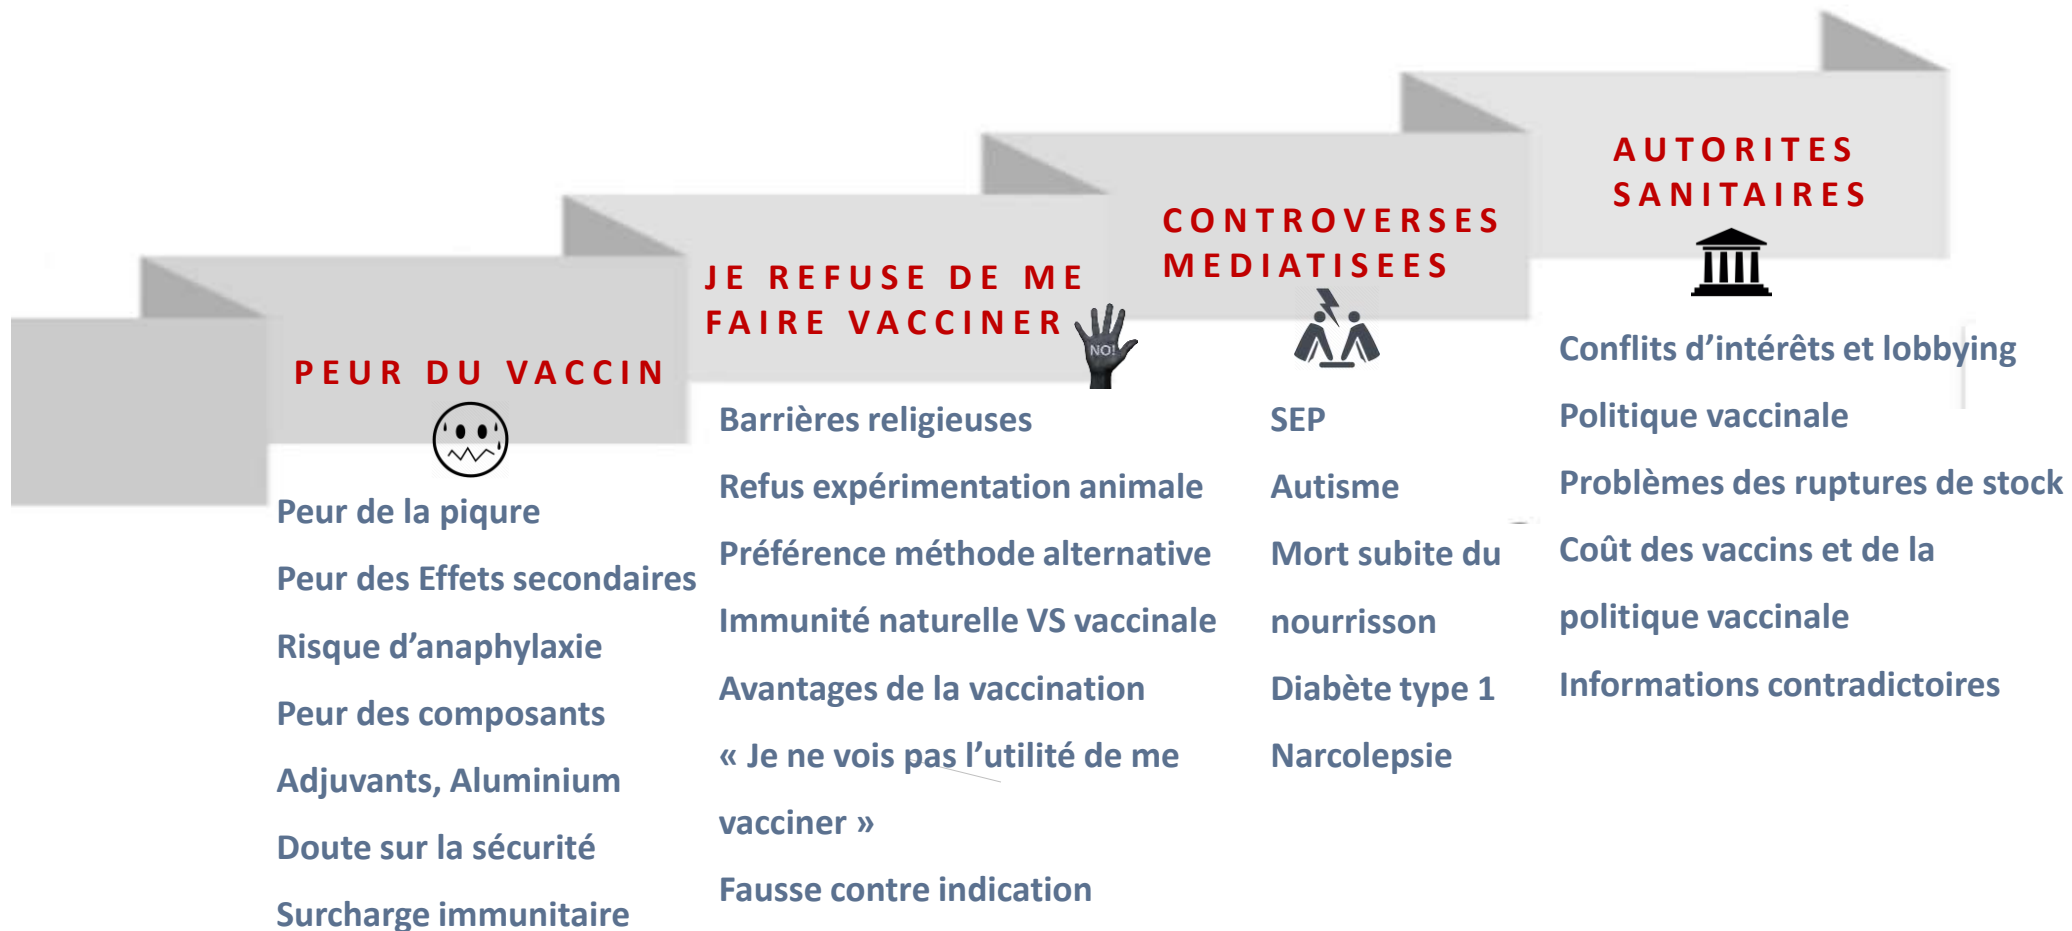 PEUR DU VACCIN
Peur de la piqure
Peur des Effets secondaires
Risque d’anaphylaxie
Peur des composants
Adjuvants, Aluminium
Doute sur la sécurité
Surcharge immunitaire
JE REFUSE DE ME
FAIRE VACCINER
NO!
Barrières religieuses
Refus expérimentation animale
Préférence méthode alternative
Immunité naturelle VS vaccinale
Avantages de la vaccination
« Je ne vois pas l’utilité de me
vacciner »
Fausse contre indication
CONTROVERSES
MEDIATISEES
SEP
Autisme
Mort subite du
nourrisson
Diabète type 1
Narcolepsie
AUTORITES
SANITAIRES
Conflits d’intérêts et lobbying
Politique vaccinale
Problèmes des ruptures de stock
Coût des vaccins et de la
politique vaccinale
Informations contradictoires